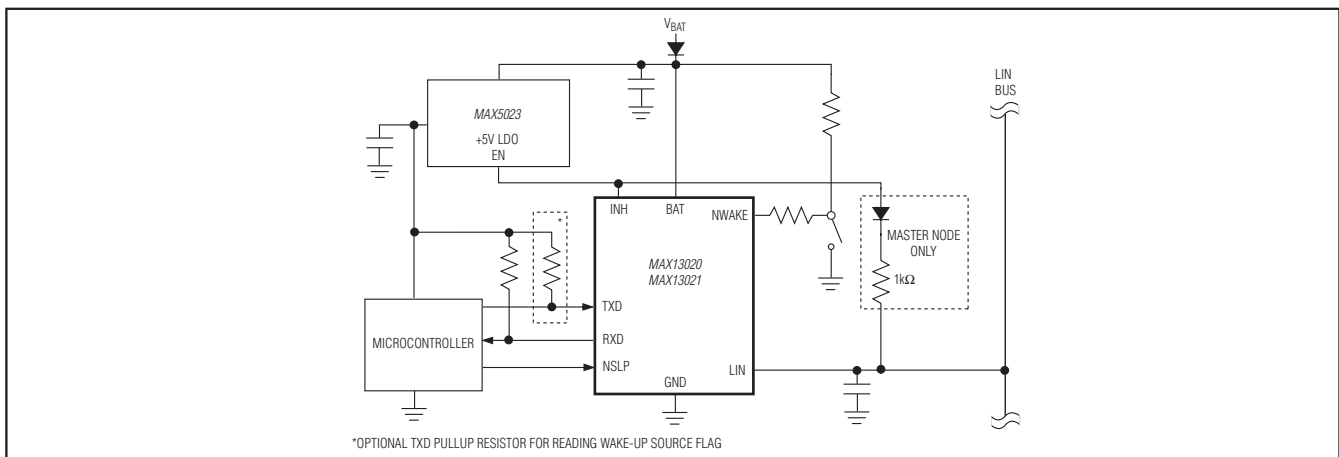 VBAT
LIN
BUS
MAX5023
+5V LDO
EN
INH
BAT
NWAKE
*
MASTER NODE
ONLY
MAX13020
MAX13021
1kΩ
TXD
MICROCONTROLLER
RXD
NSLP
LIN
GND
*OPTIONAL TXD PULLUP RESISTOR FOR READING WAKE-UP SOURCE FLAG